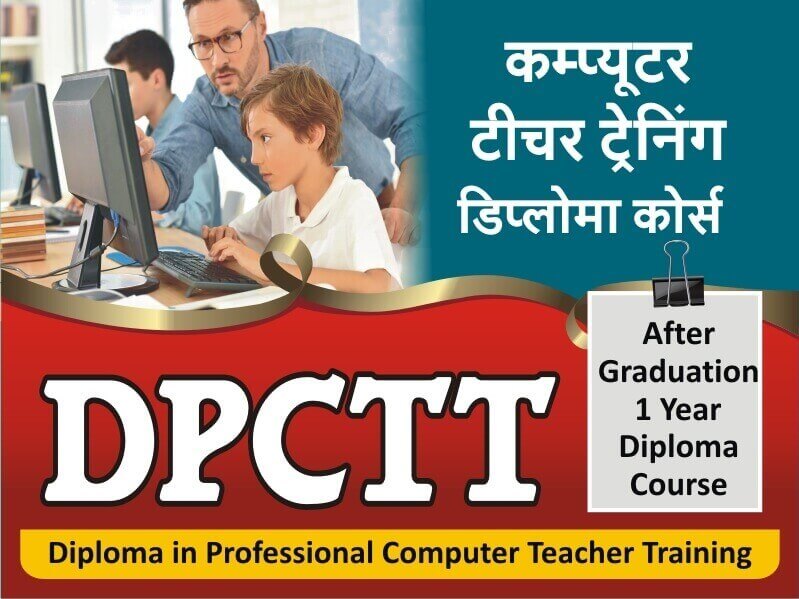 कम्प्यूटर
टीचर ट्रेनिंग
डिप्लोमा कोर्स
After
Graduation
1 Year
Diploma
Course
DPCTT
Diploma in Professional Computer Teacher Training